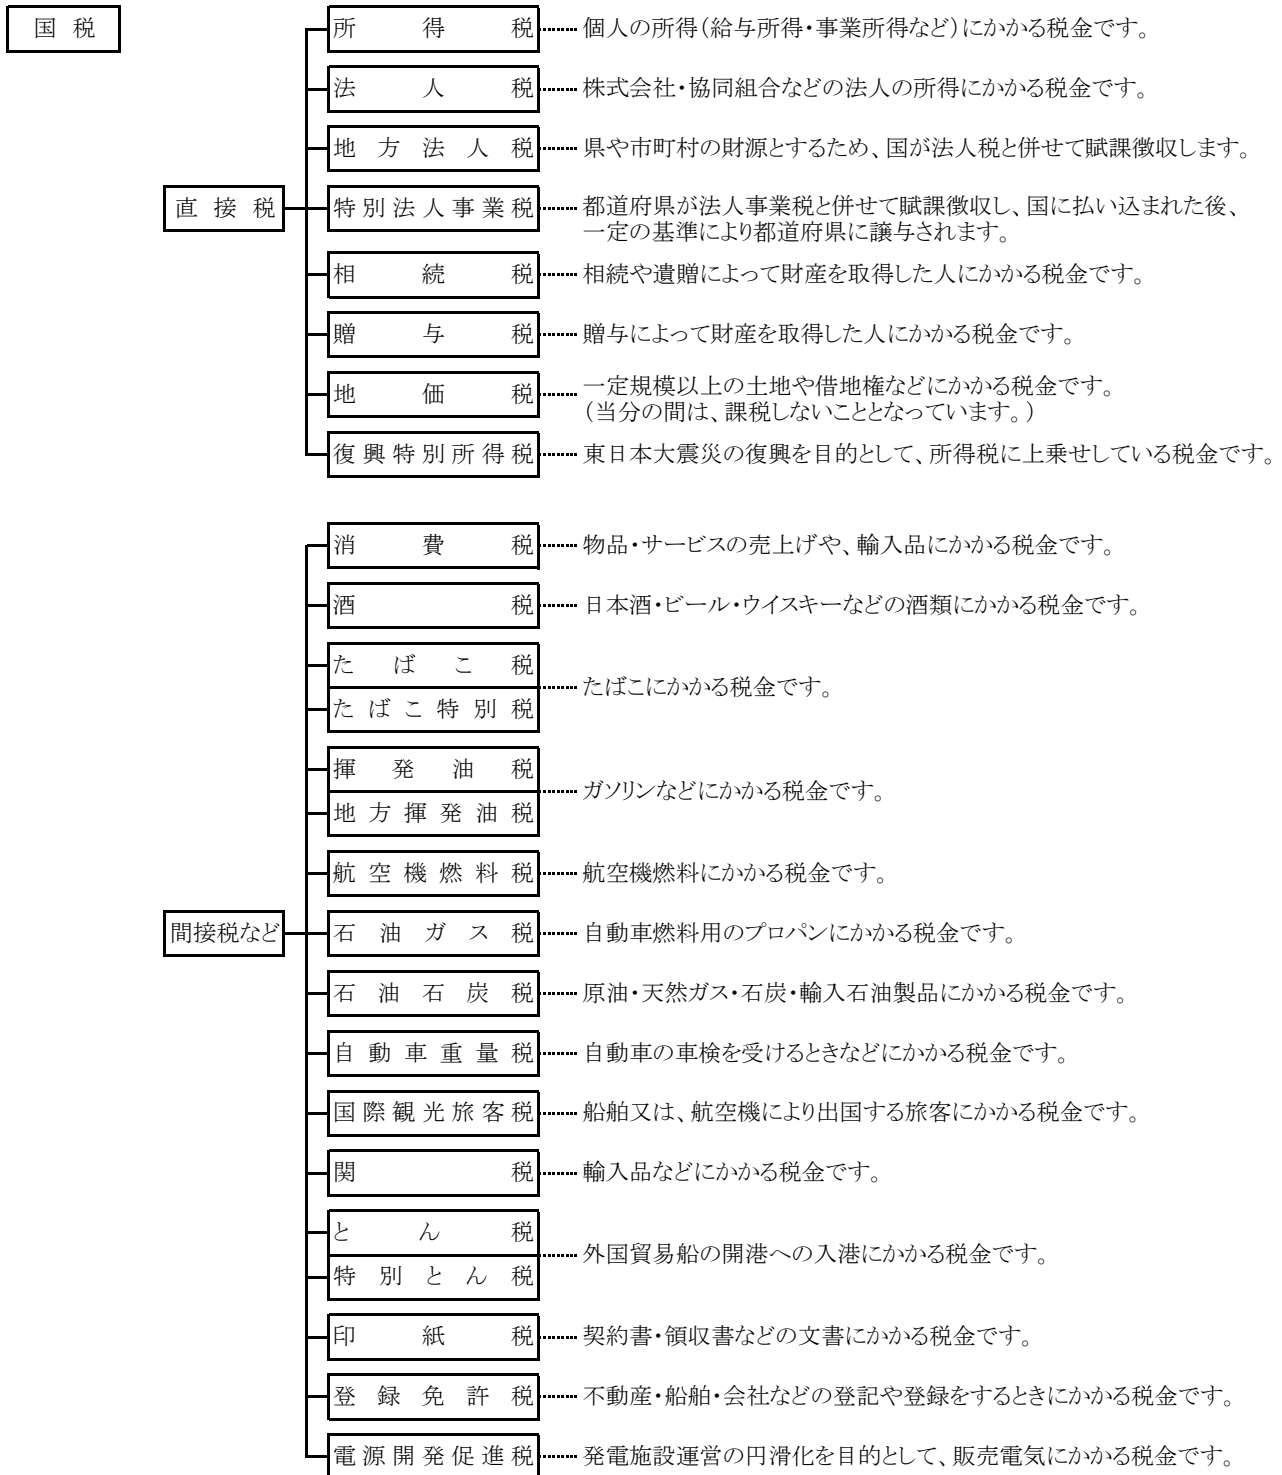 国税
所得税 個人の所得（給与所得・事業所得など）にかかる税金です。
法人税 株式会社・協同組合などの法人の所得にかかる税金です。
地方法人税 県や市町村の財源とするため、国が法人税と併せて賦課徴収します。
直接税
特別法人事業税 都道府県が法人事業税と併せて賦課徴収し、国に払い込まれた後、
一定の基準により都道府県に譲与されます。
相続税 相続や遺贈によって財産を取得した人にかかる税金です。
贈与税 贈与によって財産を取得した人にかかる税金です。
地価税 一定規模以上の土地や借地権などにかかる税金です。
（当分の間は、課税しないこととなっています。）
復興特別所得税 東日本大震災の復興を目的として、所得税に上乗せしている税金です。
消費税 物品・サービスの売上げや、輸入品にかかる税金です。
酒税 日本酒・ビール・ウイスキーなどの酒類にかかる税金です。
たばこ税
たばこ特別税
たばこにかかる税金です。
揮発油税
地方揮発油税
ガソリンなどにかかる税金です。
航空機燃料税 航空機燃料にかかる税金です。
間接税など
石油ガス税 自動車燃料用のプロパンにかかる税金です。
石油石炭税 原油・天然ガス・石炭・輸入石油製品にかかる税金です。
自動車重量税 自動車の車検を受けるときなどにかかる税金です。
国際観光旅客税 船舶又は、航空機により出国する旅客にかかる税金です。
関税 輸入品などにかかる税金です。
とん税
特別とん税
外国貿易船の開港への入港にかかる税金です。
印紙税 契約書・領収書などの文書にかかる税金です。
登録免許税 不動産・船舶・会社などの登記や登録をするときにかかる税金です。
電源開発促進税 発電施設運営の円滑化を目的として、販売電気にかかる税金です。